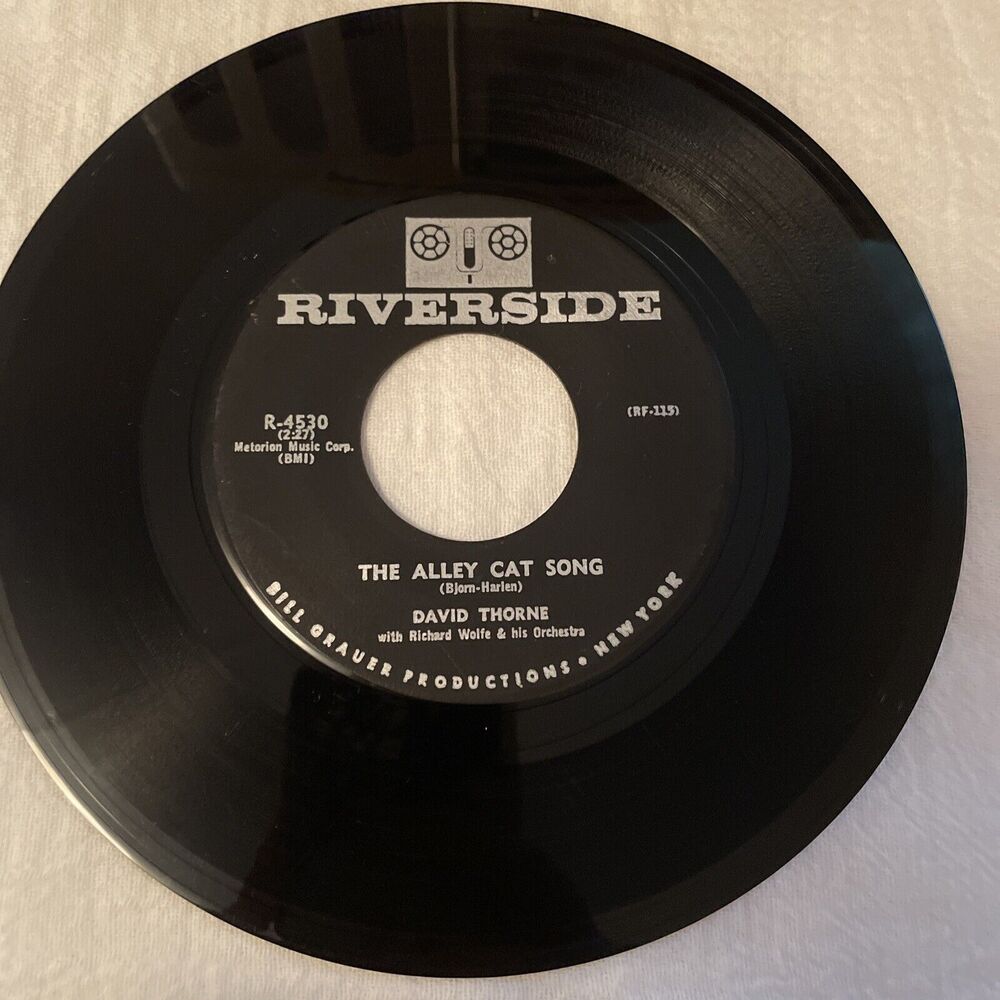 RIVERSIDE
R-4530
(2:27)
Metorion Music Corp.
(BMI)
(RF-115)
THE ALLEY CAT SONG
(Bjorn-Harlen)
DAVID THORNE
with Richard Wolfe & his Orchestra
BILL GRAUER PRODUCTIONS • NEW YORK